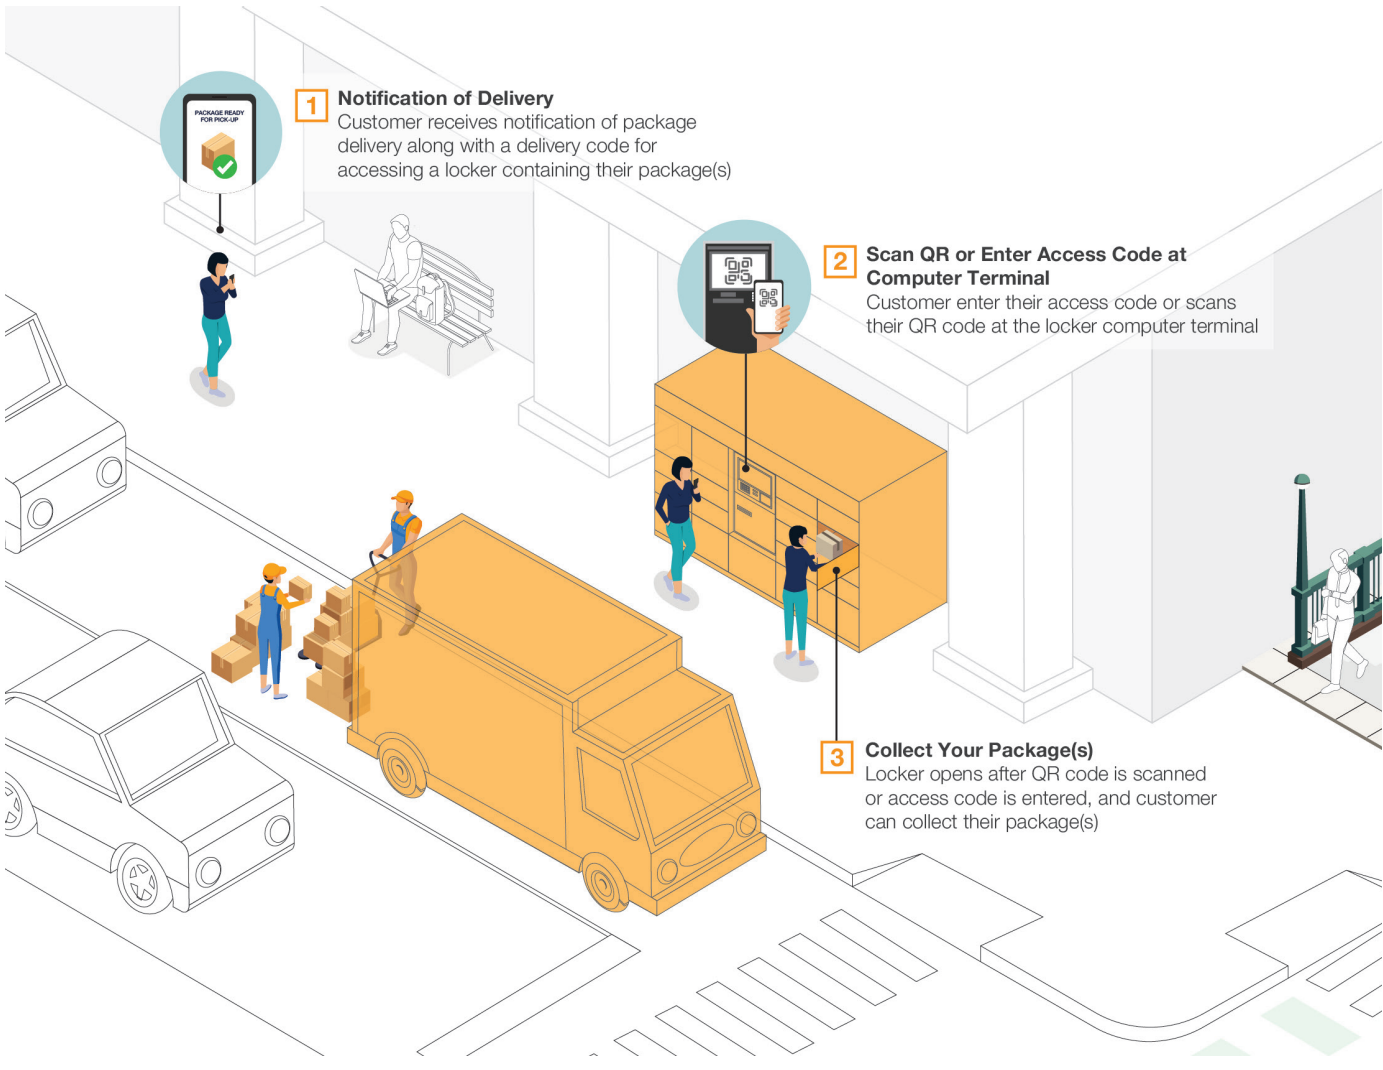 PACKAGE READY
FOR PICK-UP
1
Notification of Delivery
Customer receives notification of package
delivery along with a delivery code for
accessing a locker containing their package(s)
2
Scan QR or Enter Access Code at
Computer Terminal
Customer enter their access code or scans
their QR code at the locker computer terminal
3
Collect Your Package(s)
Locker opens after QR code is scanned
or access code is entered, and customer
can collect their package(s)